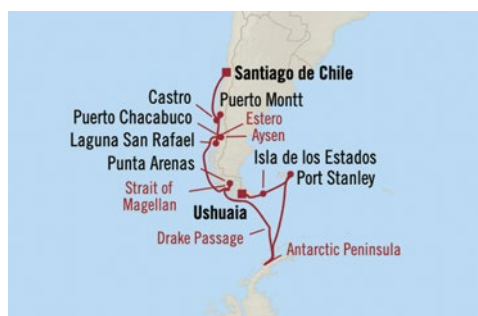 Santiago de Chile
Castro
Puerto Montt
Puerto Chacabuco
Estero
Aysen
Laguna San Rafael
Punta Arenas
Isla de los Estados
Port Stanley
Strait of
Magellan
Ushuaia
Drake Passage
Antarctic Peninsula